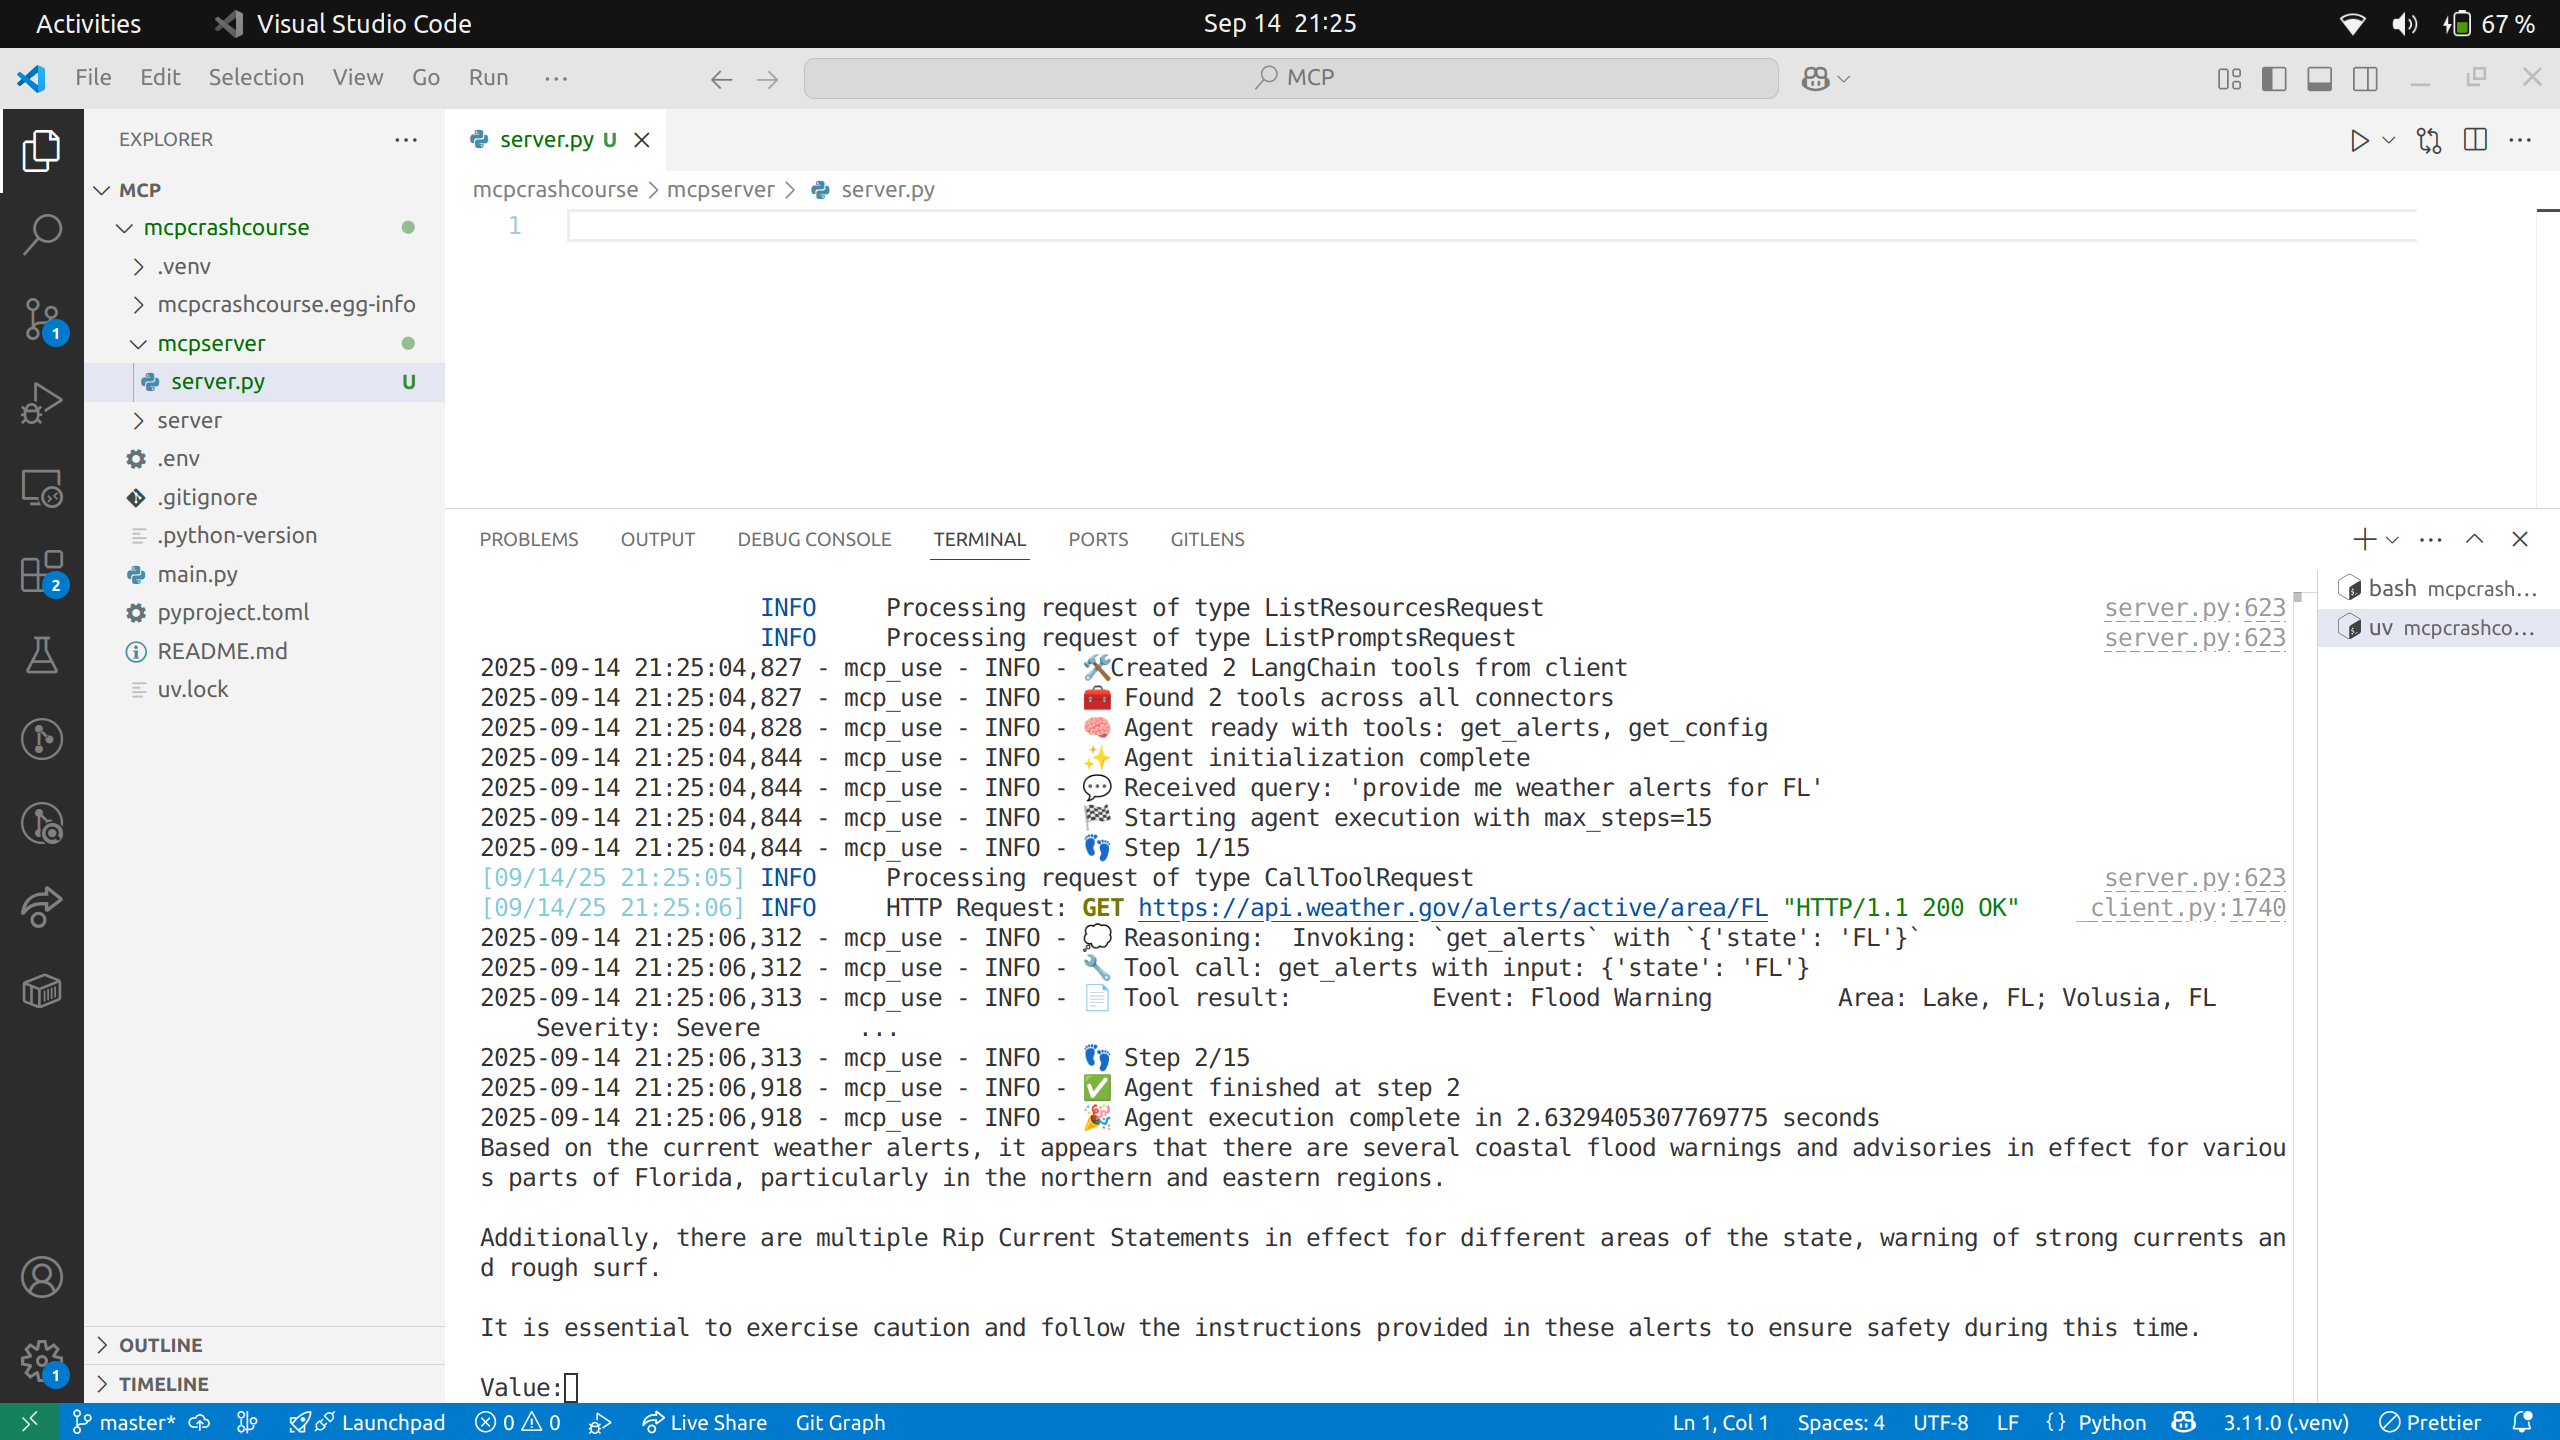 Activities Visual Studio Code Sep 14 21:25 67 %
File Edit Selection View Go Run ··· MCP
EXPLORER ···
MCP
mcpcrashcourse
.venv
mcpcrashcourse.egg-info
mcpserver
server.py U
server
.env
.gitignore
.python-version
main.py
pyproject.toml
README.md
uv.lock
OUTLINE
TIMELINE
1
2
1
server.py U
mcpcrashcourse > mcpserver > server.py
1
PROBLEMS OUTPUT DEBUG CONSOLE TERMINAL PORTS GITLENS
bash mcpcrash...
uv mcpcrashco...
INFO Processing request of type ListResourcesRequest server.py:623
INFO Processing request of type ListPromptsRequest server.py:623
2025-09-14 21:25:04,827 - mcp_use - INFO - 🛠️Created 2 LangChain tools from client
2025-09-14 21:25:04,827 - mcp_use - INFO - 🧰 Found 2 tools across all connectors
2025-09-14 21:25:04,828 - mcp_use - INFO - 🧠 Agent ready with tools: get_alerts, get_config
2025-09-14 21:25:04,844 - mcp_use - INFO - ✨ Agent initialization complete
2025-09-14 21:25:04,844 - mcp_use - INFO - 💬 Received query: 'provide me weather alerts for FL'
2025-09-14 21:25:04,844 - mcp_use - INFO - 🏁 Starting agent execution with max_steps=15
2025-09-14 21:25:04,844 - mcp_use - INFO - 👣 Step 1/15
[09/14/25 21:25:05] INFO Processing request of type CallToolRequest server.py:623
[09/14/25 21:25:06] INFO HTTP Request: GET https://api.weather.gov/alerts/active/area/FL "HTTP/1.1 200 OK" client.py:1740
2025-09-14 21:25:06,312 - mcp_use - INFO - 💭 Reasoning: Invoking: `get_alerts` with `{'state': 'FL'}`
2025-09-14 21:25:06,312 - mcp_use - INFO - 🔧 Tool call: get_alerts with input: {'state': 'FL'}
2025-09-14 21:25:06,313 - mcp_use - INFO - 📄 Tool result: Event: Flood Warning Area: Lake, FL; Volusia, FL
Severity: Severe ...
2025-09-14 21:25:06,313 - mcp_use - INFO - 👣 Step 2/15
2025-09-14 21:25:06,918 - mcp_use - INFO - ✅ Agent finished at step 2
2025-09-14 21:25:06,918 - mcp_use - INFO - 🎉 Agent execution complete in 2.6329405307769775 seconds
Based on the current weather alerts, it appears that there are several coastal flood warnings and advisories in effect for variou
s parts of Florida, particularly in the northern and eastern regions.
Additionally, there are multiple Rip Current Statements in effect for different areas of the state, warning of strong currents an
d rough surf.
It is essential to exercise caution and follow the instructions provided in these alerts to ensure safety during this time.
Value:
master* Launchpad 0 0 Live Share Git Graph Ln 1, Col 1 Spaces: 4 UTF-8 LF {} Python 3.11.0 (.venv) Prettier